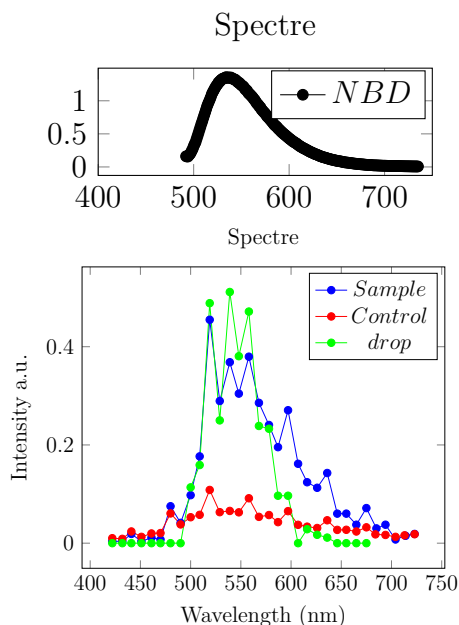 Spectre
NBD
1
0.5
0
400 500 600 700
Spectre
Sample
Control
drop
0.4
0.2
0
Intensity a.u.
400 450 500 550 600 650 700 750
Wavelength (nm)